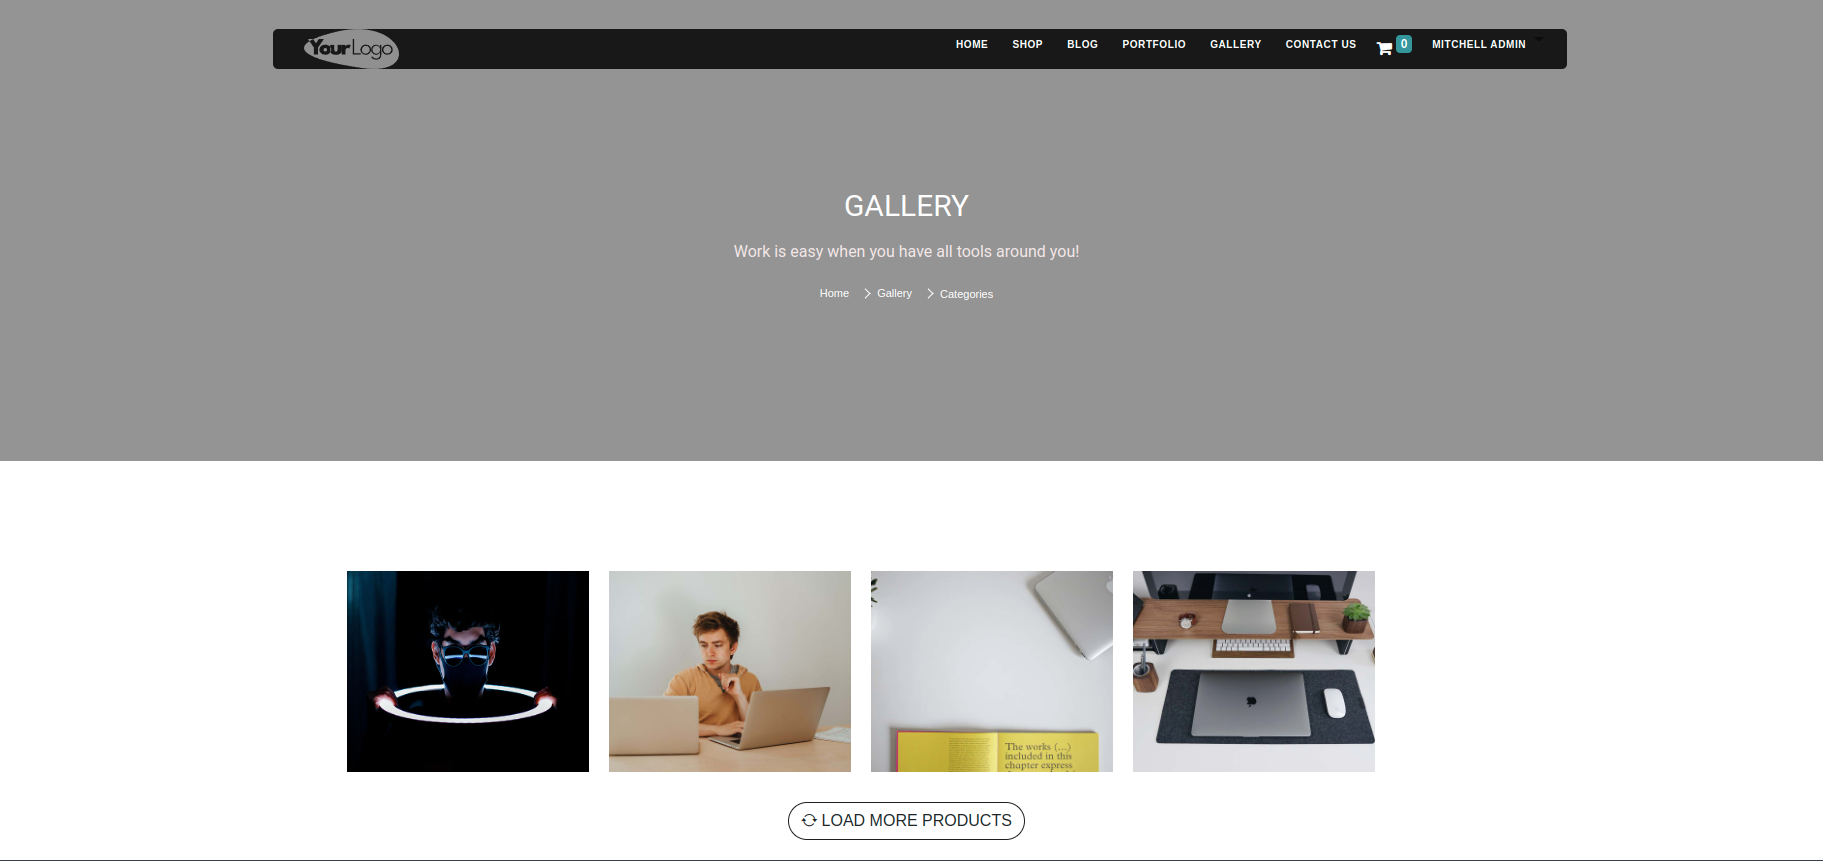 YourLogo
HOME SHOP BLOG PORTFOLIO GALLERY CONTACT US 0 MITCHELL ADMIN
GALLERY
Work is easy when you have all tools around you!
Home Gallery Categories
The works (...)
included in this
chapter express
LOAD MORE PRODUCTS